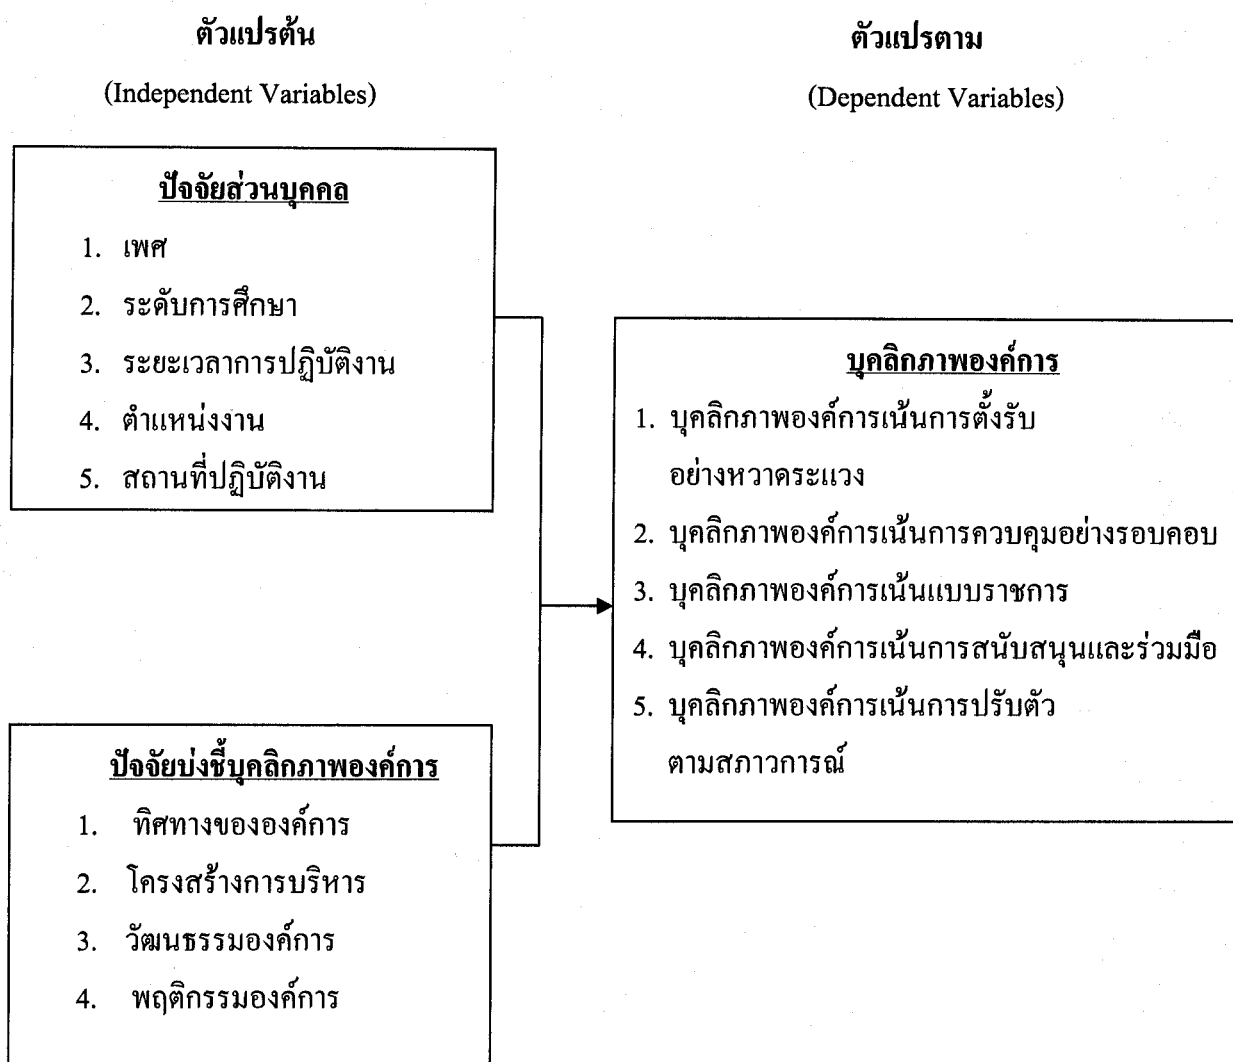 ตัวแปรต้น
(Independent Variables)
ปัจจัยส่วนบุคคล
1. เพศ
2. ระดับการศึกษา
3. ระยะเวลาการปฏิบัติงาน
4. ตำแหน่งงาน
5. สถานที่ปฏิบัติงาน
ปัจจัยบ่งชี้บุคลิกภาพองค์การ
1. ทิศทางขององค์การ
2. โครงสร้างการบริหาร
3. วัฒนธรรมองค์การ
4. พฤติกรรมองค์การ
ตัวแปรตาม
(Dependent Variables)
บุคลิกภาพองค์การ
1. บุคลิกภาพองค์การเน้นการตั้งรับ
อย่างหวาดระแวง
2. บุคลิกภาพองค์การเน้นการควบคุมอย่างรอบคอบ
3. บุคลิกภาพองค์การเน้นแบบราชการ
4. บุคลิกภาพองค์การเน้นการสนับสนุนและร่วมมือ
5. บุคลิกภาพองค์การเน้นการปรับตัว
ตามสภาวการณ์